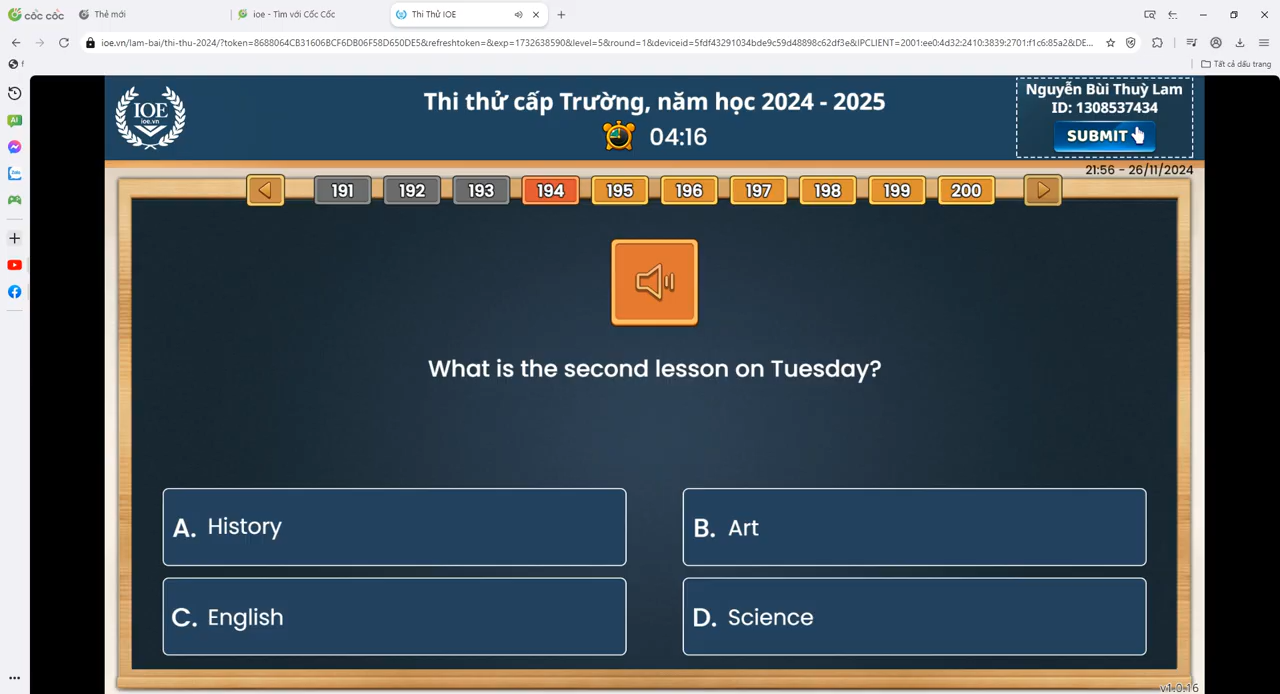 cốc cốc
Thẻ mới
ioe - Tìm với Cốc Cốc
Thi Thử IOE
ioe.vn/lam-bai/thi-thu-2024/?token=8688064CB31606BCF6DB06F58D650DE5&refreshtoken=&exp=1732638590&level=5&round=1&deviceid=5fdf43291034bde9c59d48898c62df3e&IPCLIENT=2001:ee0:4d32:2410:3839:2701:f1c6:85a2&DE...
f
Tất cả dấu trang
IOE
ioe.vn
Thi thử cấp Trường, năm học 2024 - 2025
04:16
Nguyễn Bùi Thuỳ Lam
ID: 1308537434
SUBMIT
21:56 - 26/11/2024
191 192 193 194 195 196 197 198 199 200
What is the second lesson on Tuesday?
A. History
B. Art
C. English
D. Science
v1.0.16
AI
Zalo